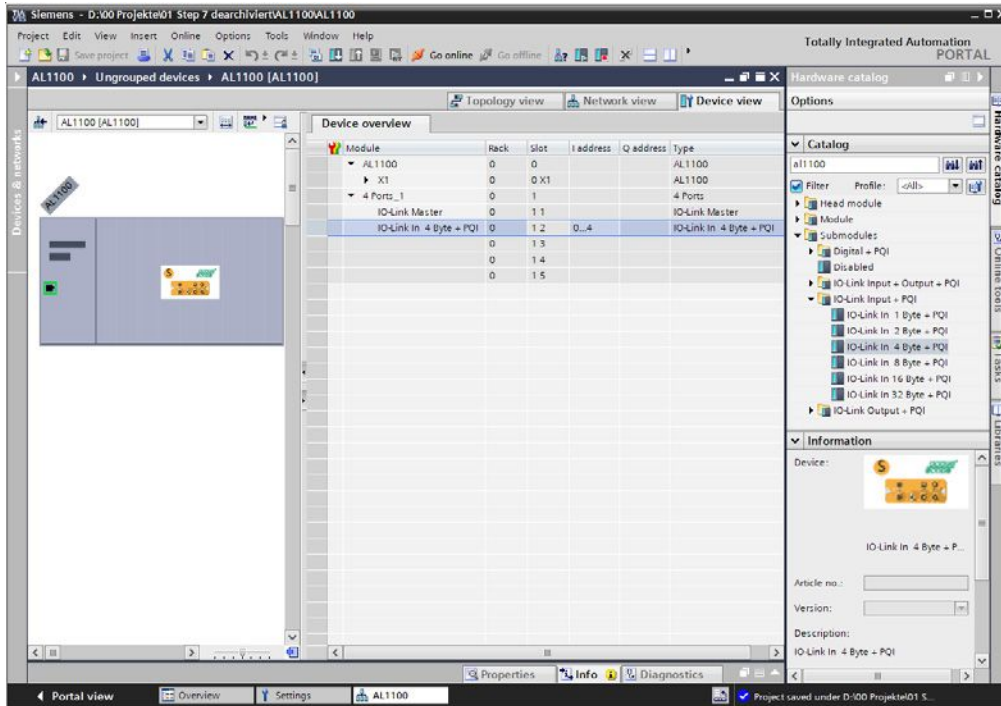 Siemens - D:\00 Projekte\01 Step 7 dearchiviert\AL1100\AL1100
Project Edit View Insert Online Options Tools Window Help
Totally Integrated Automation
PORTAL
Save project Go online Go offline
AL1100 Ungrouped devices AL1100 [AL1100]
Hardware catalog
Topology view Network view Device view
Options
AL1100 [AL1100]
Device overview
Module Rack Slot I address Q address Type
AL1100 0 0 AL1100
X1 0 0 X1 AL1100
4 Ports_1 0 1 4 Ports
IO-Link Master 0 1 1 IO-Link Master
IO-Link In 4 Byte + PQI 0 1 2 0...4 IO-Link In 4 Byte + PQI
0 1 3
0 1 4
0 1 5
AL1100
Devices & networks
Catalog
al1100
Filter Profile: <All>
Head module
Module
Submodules
Digital + PQI
Disabled
IO-Link Input + Output + PQI
IO-Link Input + PQI
IO-Link In 1 Byte + PQI
IO-Link In 2 Byte + PQI
IO-Link In 4 Byte + PQI
IO-Link In 8 Byte + PQI
IO-Link In 16 Byte + PQI
IO-Link In 32 Byte + PQI
IO-Link Output + PQI
Information
Device:
IO-Link In 4 Byte + P...
Article no.:
Version:
Description:
IO-Link In 4 Byte + PQI
Hardware catalog
Online tools
Tasks
Libraries
Properties Info Diagnostics
Portal view Overview Settings AL1100
Project saved under D:\00 Projekte\01 S...